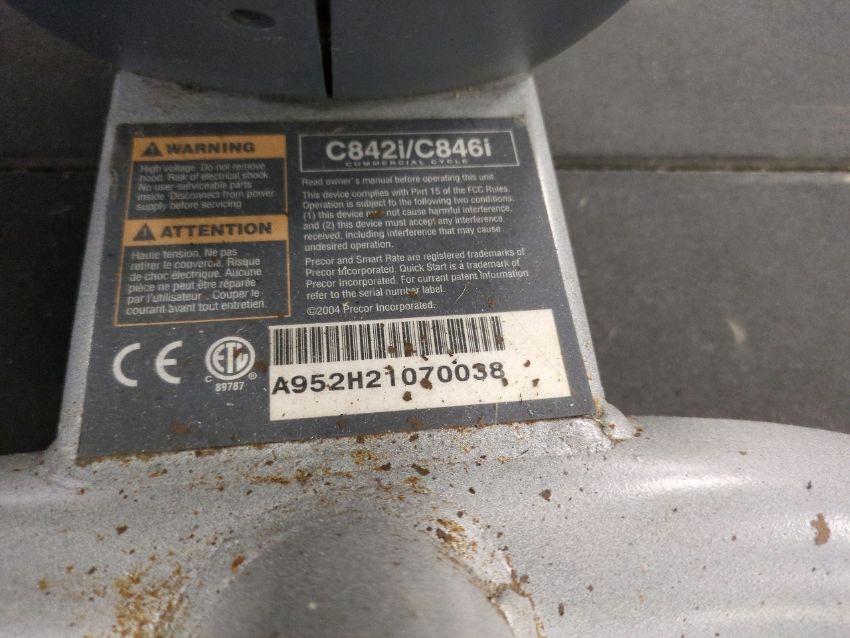 WARNING
High voltage. Do not remove
hood. Risk of electrical shock.
No user-serviceable parts
inside. Disconnect from power
supply before servicing
ATTENTION
Haute tension. Ne pas
retirer le couvercle. Risque
de choc électrique. Aucune
pièce ne peut être réparée
par l'utilisateur. Couper le
courant avant tout entretien.
C842i/C846i
COMMERCIAL CYCLE
Read owner's manual before operating this unit.
This device complies with Part 15 of the FCC Rules.
Operation is subject to the following two conditions:
(1) this device may not cause harmful interference,
and (2) this device must accept any interference
received, including interference that may cause
undesired operation.
Precor and Smart Rate are registered trademarks of
Precor Incorporated. Quick Start is a trademark of
Precor Incorporated. For current patent information
refer to the serial number label.
©2004 Precor Incorporated.
CE
ETL
C
®
89787
A952H21070038